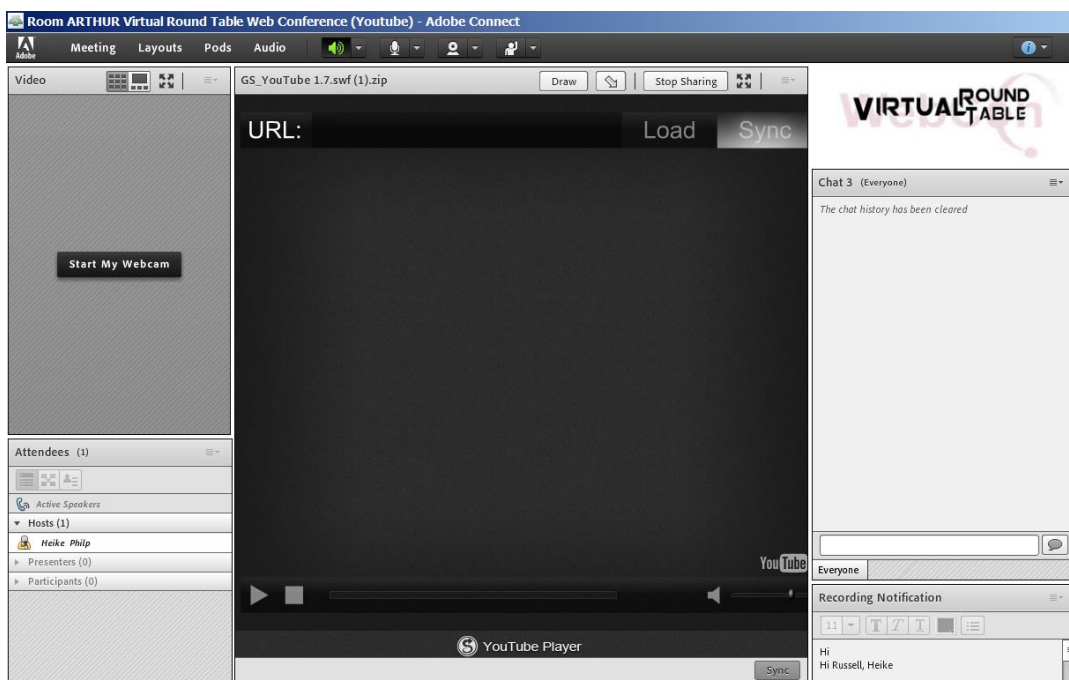 Room ARTHUR Virtual Round Table Web Conference (Youtube) - Adobe Connect
Adobe Meeting Layouts Pods Audio
Video
Start My Webcam
Attendees (1)
Active Speakers
Hosts (1)
Heike Philp
Presenters (0)
Participants (0)
GS_YouTube 1.7.swf (1).zip Draw Stop Sharing
URL: Load Sync
YouTube
YouTube Player
Sync
VIRTUAL ROUND TABLE
Webcon
Chat 3 (Everyone)
The chat history has been cleared
Everyone
Recording Notification
11 T T T
Hi
Hi Russell, Heike